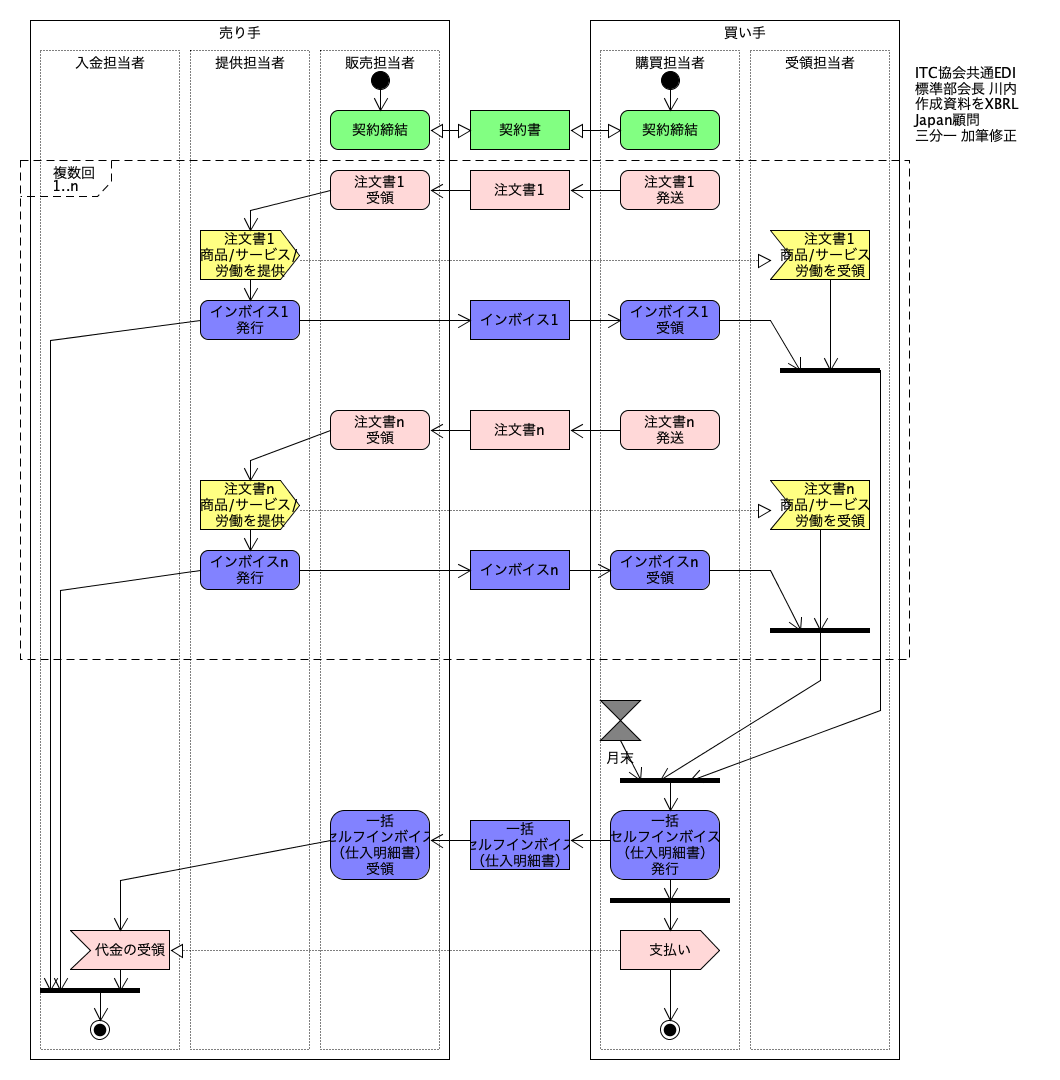 売り手
買い手
入金担当者
提供担当者
販売担当者
購買担当者
受領担当者
ITC協会共通EDI
標準部会長 川内
作成資料をXBRL
Japan顧問
三分一 加筆修正
契約締結
契約書
契約締結
複数回
1..n
注文書1
受領
注文書1
注文書1
発送
注文書1
商品/サービス/
労働を提供
注文書1
商品/サービス
労働を受領
インボイス1
発行
インボイス1
インボイス1
受領
注文書n
受領
注文書n
注文書n
発送
注文書n
商品/サービス/
労働を提供
注文書n
商品/サービス
労働を受領
インボイスn
発行
インボイスn
インボイスn
受領
月末
一括
セルフインボイス
（仕入明細書）
受領
一括
セルフインボイス
（仕入明細書）
一括
セルフインボイス
（仕入明細書）
発行
代金の受領
支払い